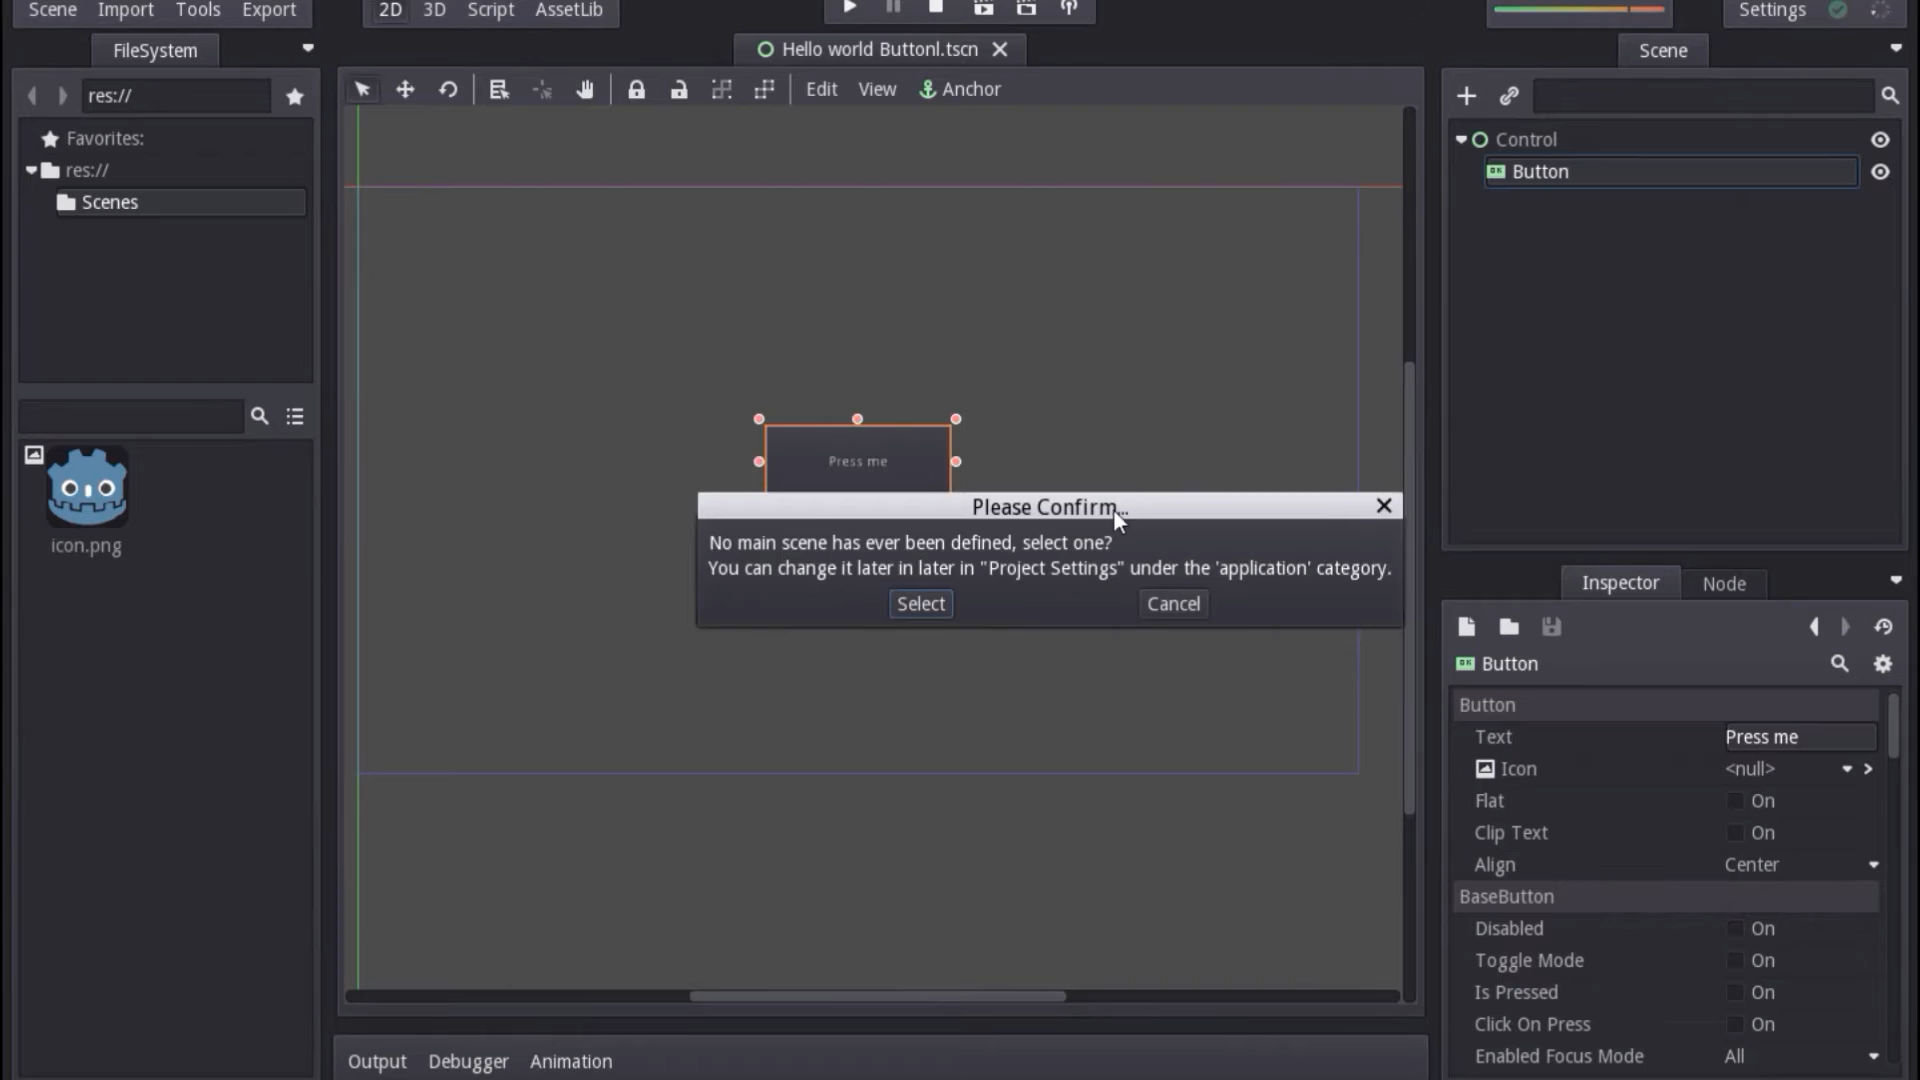 Scene Import Tools Export 2D 3D Script AssetLib Settings
FileSystem
Hello world Buttonl.tscn
Scene
res://
Edit View Anchor
Favorites:
res://
Scenes
Control
Button
icon.png
Press me
Please Confirm...
No main scene has ever been defined, select one?
You can change it later in later in "Project Settings" under the 'application' category.
Select Cancel
Inspector Node
Button
Button
Text Press me
Icon <null>
Flat On
Clip Text On
Align Center
BaseButton
Disabled On
Toggle Mode On
Is Pressed On
Click On Press On
Enabled Focus Mode All
Output Debugger Animation